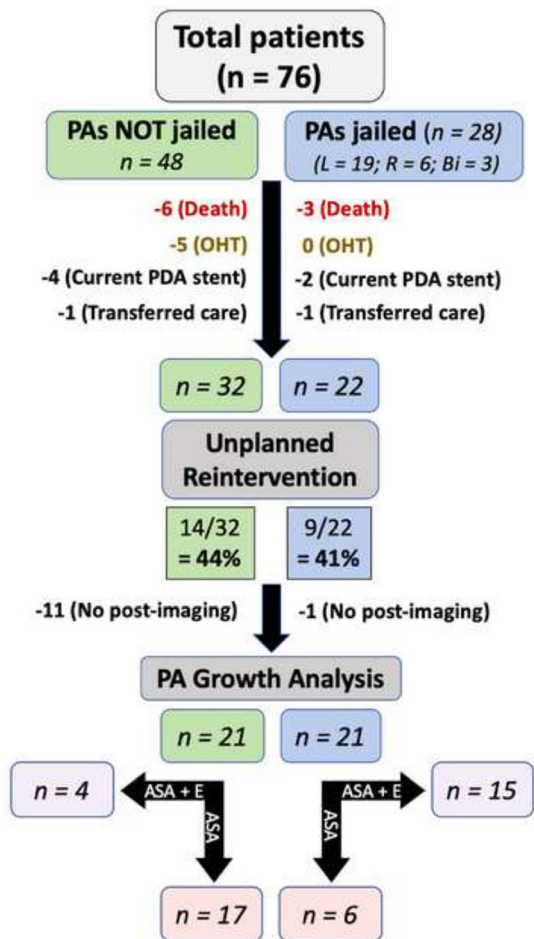 Total patients
(n = 76)
PAs NOT jailed
n = 48
PAs jailed (n = 28)
(L = 19; R = 6; Bi = 3)
-6 (Death)
-3 (Death)
-5 (OHT)
0 (OHT)
-4 (Current PDA stent)
-2 (Current PDA stent)
-1 (Transferred care)
-1 (Transferred care)
n = 32
n = 22
Unplanned
Reintervention
14/32
= 44%
9/22
= 41%
-11 (No post-imaging)
-1 (No post-imaging)
PA Growth Analysis
n = 21
n = 21
n = 4
ASA + E
ASA
ASA + E
ASA
n = 15
n = 17
n = 6